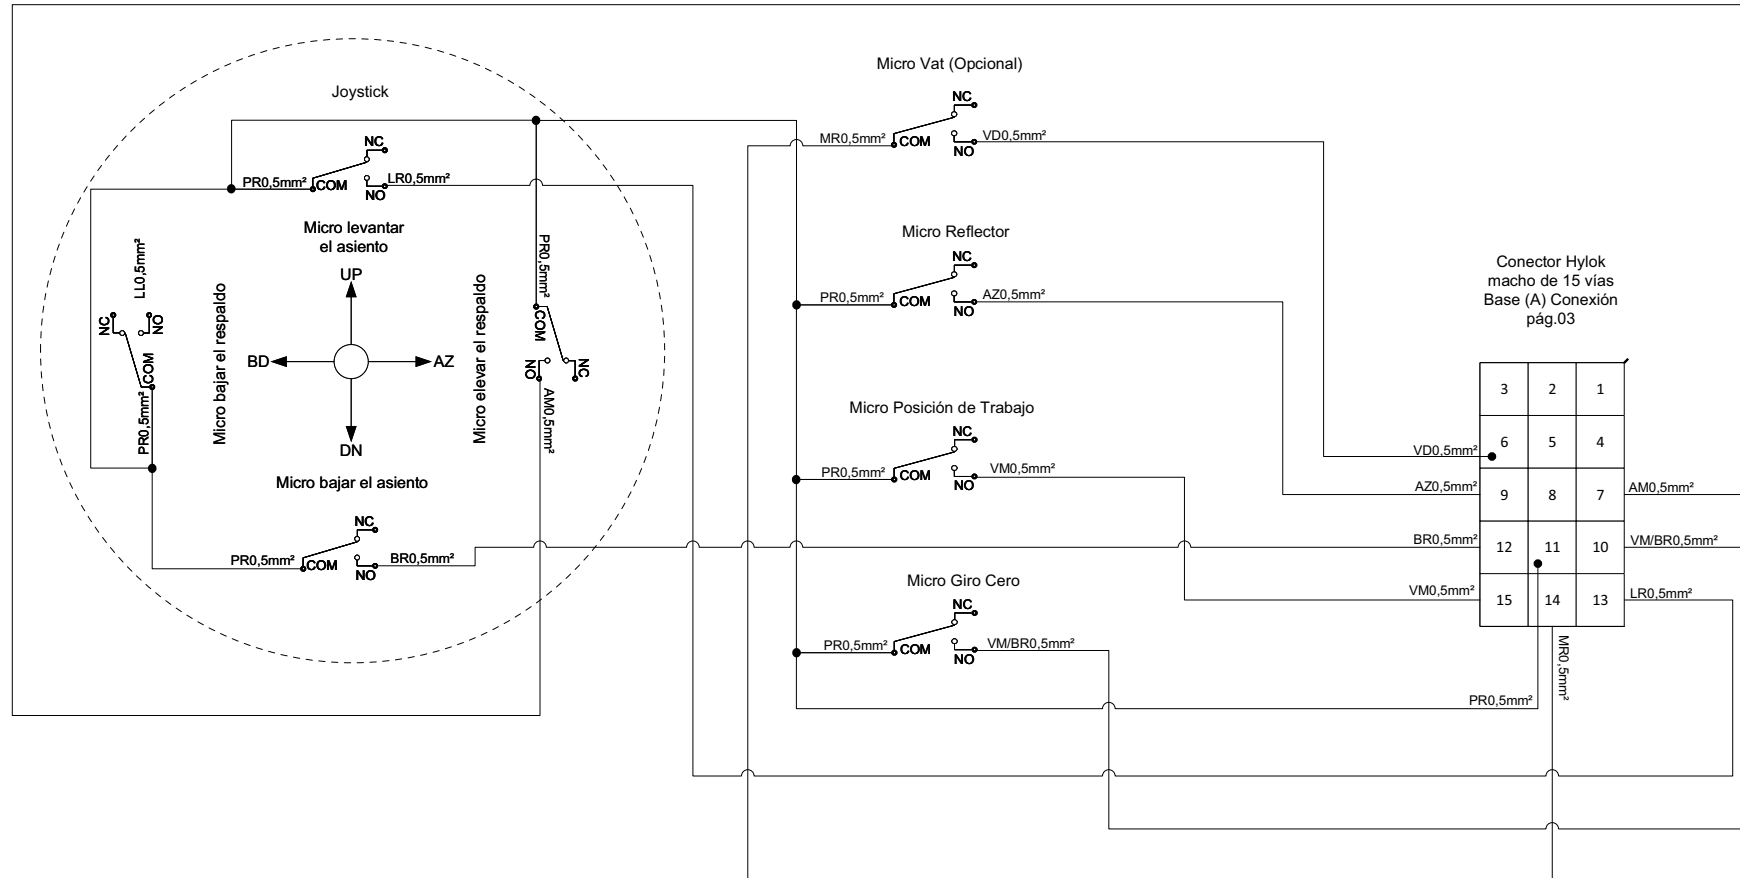 Joystick
NC
PR0,5mm²
COM
NO
LR0,5mm²
Micro levantar
el asiento
UP
BD
AZ
DN
Micro bajar el asiento
LL0,5mm²
NC
NO
COM
PR0,5mm²
Micro bajar el respaldo
Micro elevar el respaldo
PR0,5mm²
COM
NO
NC
AM0,5mm²
NC
PR0,5mm²
COM
NO
BR0,5mm²
Micro Vat (Opcional)
NC
MR0,5mm²
COM
NO
VD0,5mm²
Micro Reflector
NC
PR0,5mm²
COM
NO
AZ0,5mm²
Micro Posición de Trabajo
NC
PR0,5mm²
COM
NO
VM0,5mm²
Micro Giro Cero
NC
PR0,5mm²
COM
NO
VM/BR0,5mm²
Conector Hylok
macho de 15 vías
Base (A) Conexión
pág.03
3 2 1
VD0,5mm² 6 5 4
AZ0,5mm² 9 8 7 AM0,5mm²
BR0,5mm² 12 11 10 VM/BR0,5mm²
VM0,5mm² 15 14 13 LR0,5mm²
MR0,5mm²
PR0,5mm²